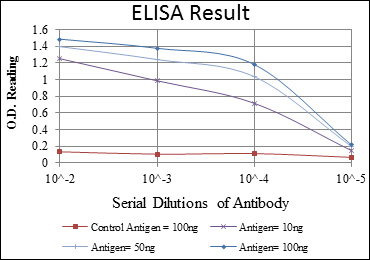 ELISA Result
1.6
1.4
1.2
1
0.8
0.6
0.4
0.2
0
O.D. Reading
10^-2 10^-3 10^-4 10^-5
Serial Dilutions of Antibody
Control Antigen = 100ng Antigen= 10ng
Antigen= 50ng Antigen= 100ng